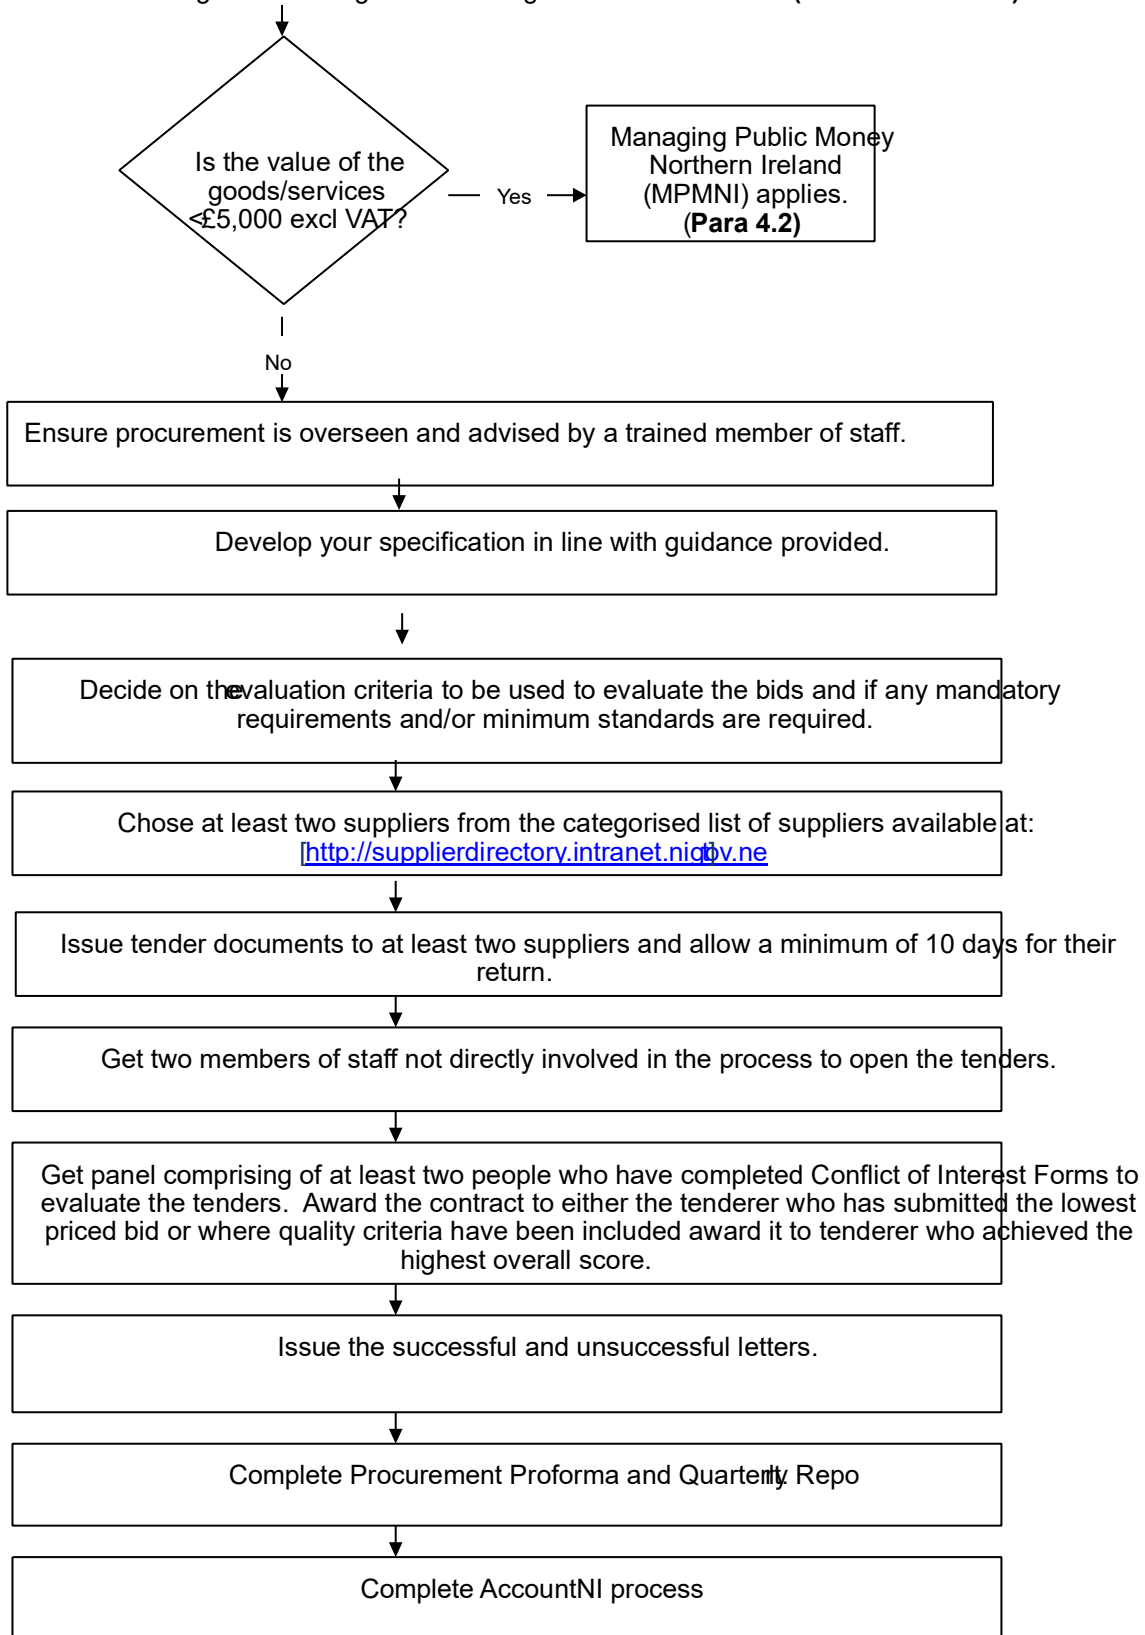 Is the value of the
goods/services
<£5,000 excl VAT?
Yes
Managing Public Money
Northern Ireland
(MPMNI) applies.
(Para 4.2)
No
Ensure procurement is overseen and advised by a trained member of staff.
Develop your specification in line with guidance provided.
Decide on the evaluation criteria to be used to evaluate the bids and if any mandatory
requirements and/or minimum standards are required.
Chose at least two suppliers from the categorised list of suppliers available at:
[http://supplierdirectory.intranet.nigov.net]
Issue tender documents to at least two suppliers and allow a minimum of 10 days for their
return.
Get two members of staff not directly involved in the process to open the tenders.
Get panel comprising of at least two people who have completed Conflict of Interest Forms to
evaluate the tenders.  Award the contract to either the tenderer who has submitted the lowest
priced bid or where quality criteria have been included award it to tenderer who achieved the
highest overall score.
Issue the successful and unsuccessful letters.
Complete Procurement Proforma and Quarterly Report.
Complete AccountNI process